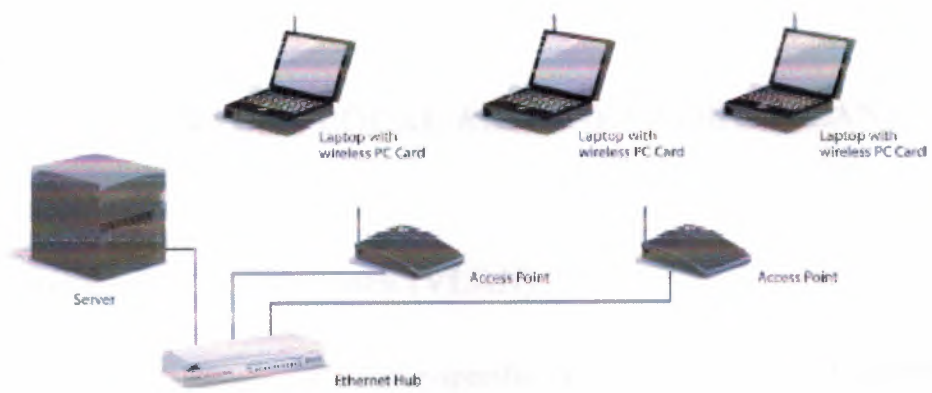 Laptop with
wireless PC Card
Laptop with
wireless PC Card
Laptop with
wireless PC Card
Access Point
Access Point
Server
Ethernet Hub